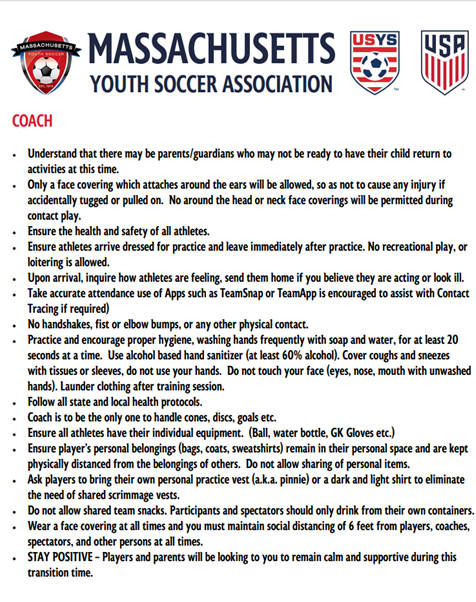 MASSACHUSETTS
YOUTH SOCCER
MASSACHUSETTS
YOUTH SOCCER ASSOCIATION
USYS
USA
COACH
• Understand that there may be parents/guardians who may not be ready to have their child return to
activities at this time.
• Only a face covering which attaches around the ears will be allowed, so as not to cause any injury if
accidentally tugged or pulled on. No around the head or neck face coverings will be permitted during
contact play.
• Ensure the health and safety of all athletes.
• Ensure athletes arrive dressed for practice and leave immediately after practice. No recreational play, or
loitering is allowed.
• Upon arrival, inquire how athletes are feeling, send them home if you believe they are acting or look ill.
• Take accurate attendance use of Apps such as TeamSnap or TeamApp is encouraged to assist with Contact
Tracing if required)
• No handshakes, fist or elbow bumps, or any other physical contact.
• Practice and encourage proper hygiene, washing hands frequently with soap and water, for at least 20
seconds at a time. Use alcohol based hand sanitizer (at least 60% alcohol). Cover coughs and sneezes
with tissues or sleeves, do not use your hands. Do not touch your face (eyes, nose, mouth with unwashed
hands). Launder clothing after training session.
• Follow all state and local health protocols.
• Coach is to be the only one to handle cones, discs, goals etc.
• Ensure all athletes have their individual equipment. (Ball, water bottle, GK Gloves etc.)
• Ensure player's personal belongings (bags, coats, sweatshirts) remain in their personal space and are kept
physically distanced from the belongings of others. Do not allow sharing of personal items.
• Ask players to bring their own personal practice vest (a.k.a. pinnie) or a dark and light shirt to eliminate
the need of shared scrimmage vests.
• Do not allow shared team snacks. Participants and spectators should only drink from their own containers.
• Wear a face covering at all times and you must maintain social distancing of 6 feet from players, coaches,
spectators, and other persons at all times.
• STAY POSITIVE – Players and parents will be looking to you to remain calm and supportive during this
transition time.